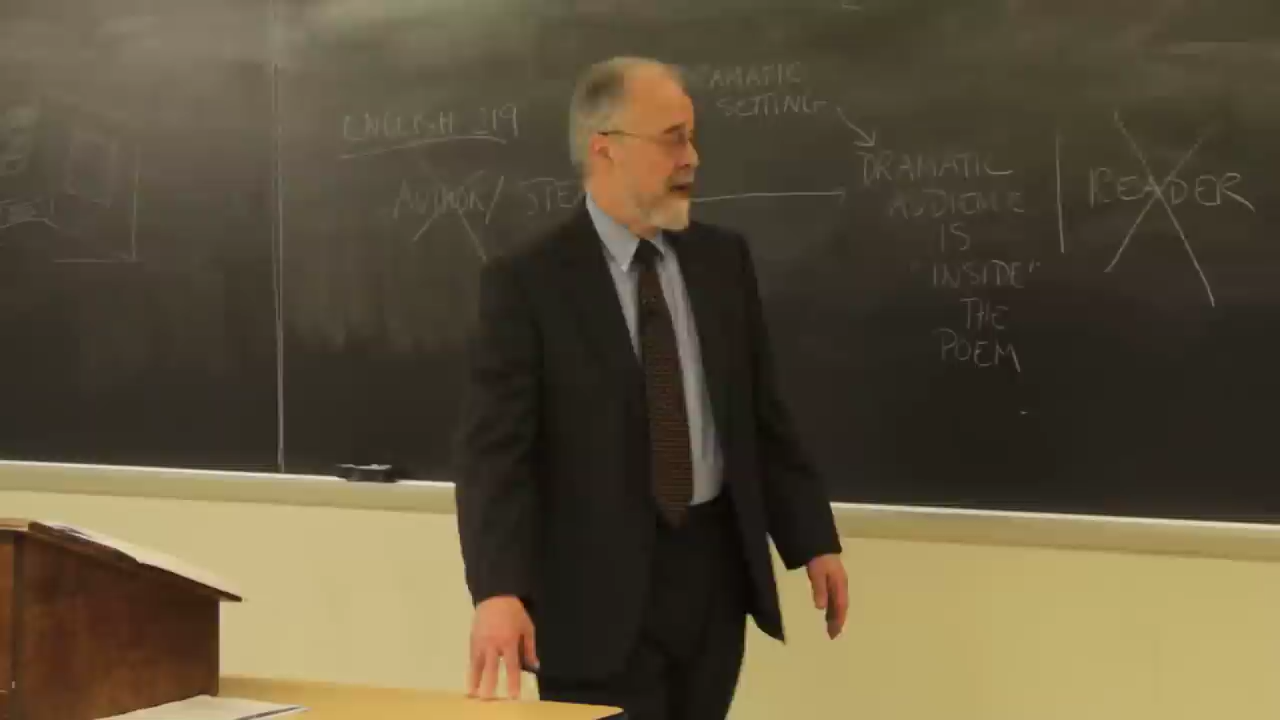 ENGLISH 219
SETTING
AUTHOR/
DRAMATIC
AUDIENCE
IS
"INSIDE"
THE
POEM
READER